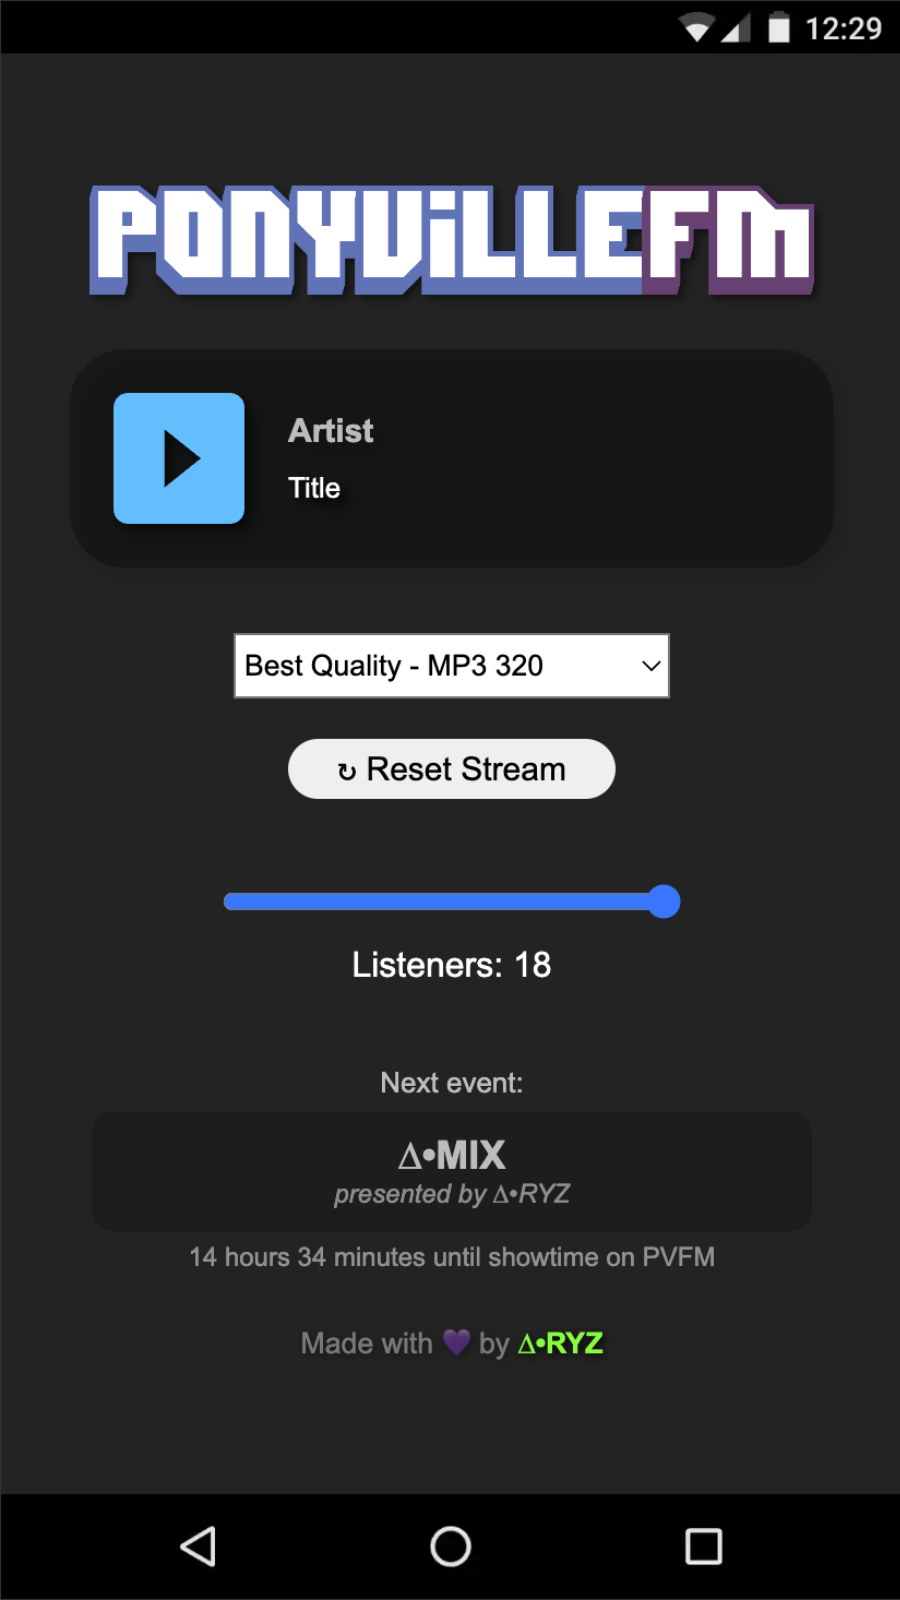 12:29
PONYVILLEFM
Artist
Title
Best Quality - MP3 320
↻ Reset Stream
Listeners: 18
Next event:
∆•MIX
presented by ∆•RYZ
14 hours 34 minutes until showtime on PVFM
Made with 💜 by ∆•RYZ